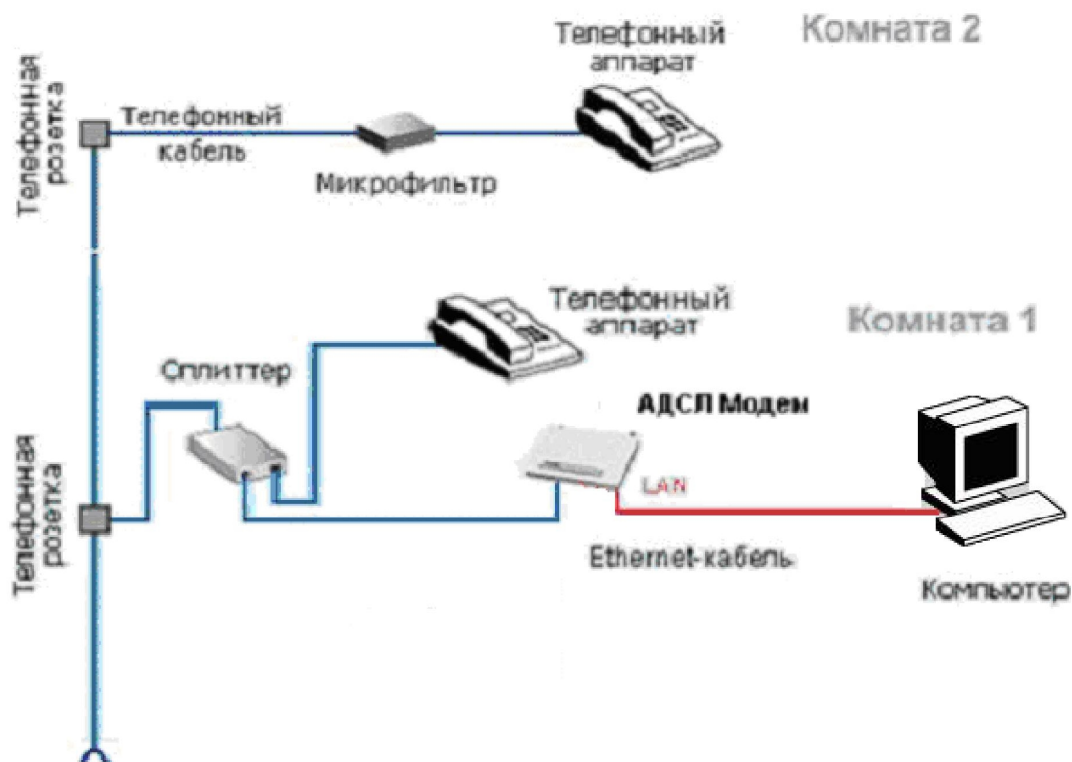 Комната 2
Телефонный
аппарат
Телефонная
розетка
Телефонный
кабель
Микрофильтр
Телефонный
аппарат
Комната 1
Сплиттер
АДСЛ Модем
LAN
Телефонная
розетка
Ethernet-кабель
Компьютер